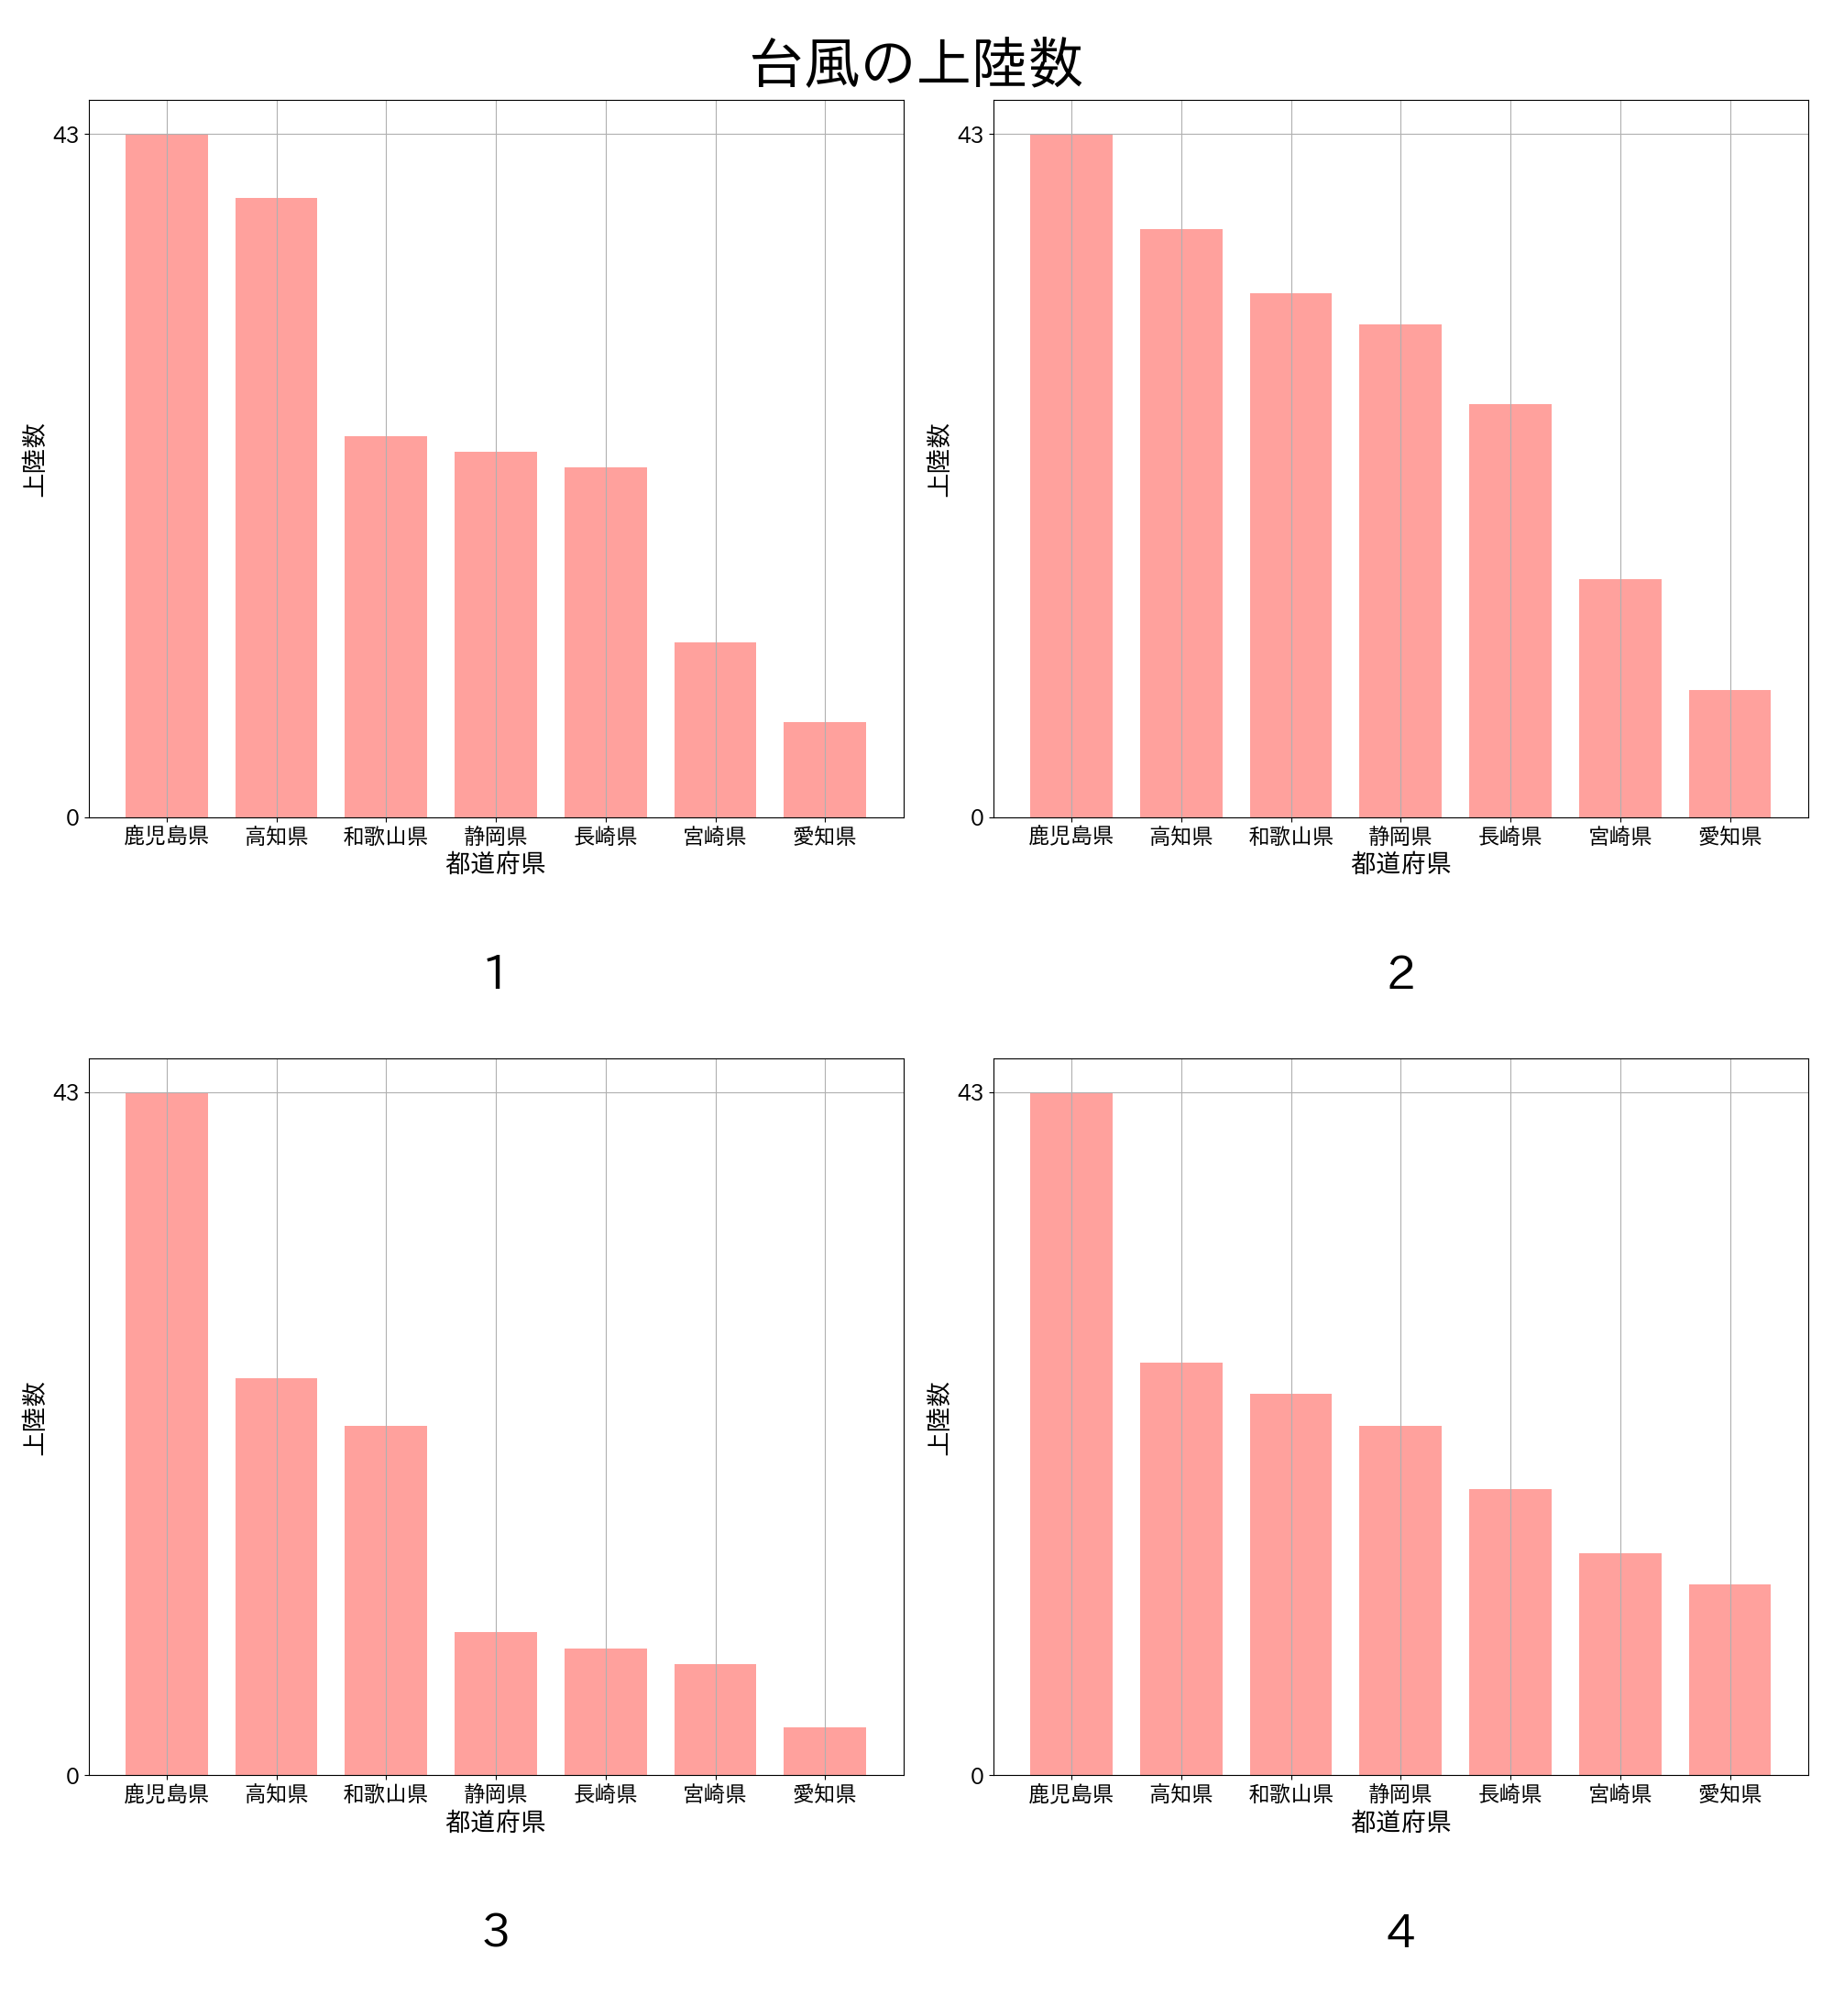 台風の上陸数
43
0
上陸数
鹿児島県 高知県 和歌山県 静岡県 長崎県 宮崎県 愛知県
都道府県
1
43
0
上陸数
鹿児島県 高知県 和歌山県 静岡県 長崎県 宮崎県 愛知県
都道府県
2
43
0
上陸数
鹿児島県 高知県 和歌山県 静岡県 長崎県 宮崎県 愛知県
都道府県
3
43
0
上陸数
鹿児島県 高知県 和歌山県 静岡県 長崎県 宮崎県 愛知県
都道府県
4